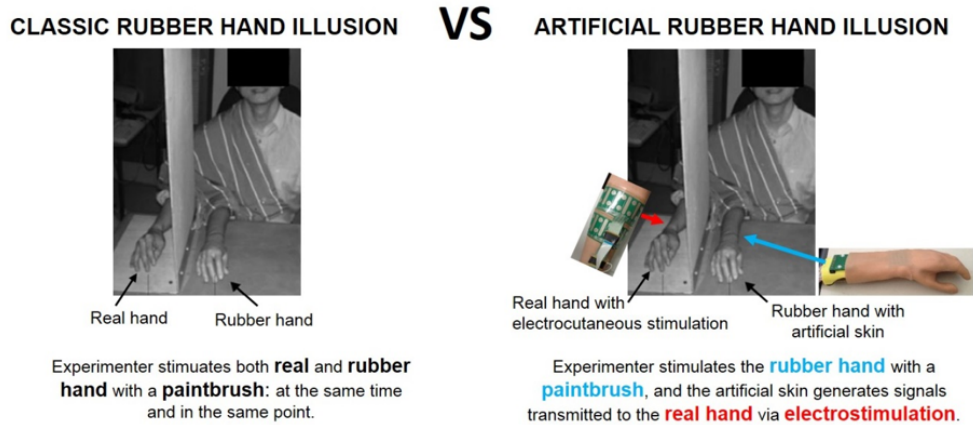 CLASSIC RUBBER HAND ILLUSION
VS
ARTIFICIAL RUBBER HAND ILLUSION
Real hand
Rubber hand
Experimenter stimuates both real and rubber
hand with a paintbrush: at the same time
and in the same point.
Real hand with
electrocutaneous stimulation
Rubber hand with
artificial skin
Experimenter stimulates the rubber hand with a
paintbrush, and the artificial skin generates signals
transmitted to the real hand via electrostimulation.